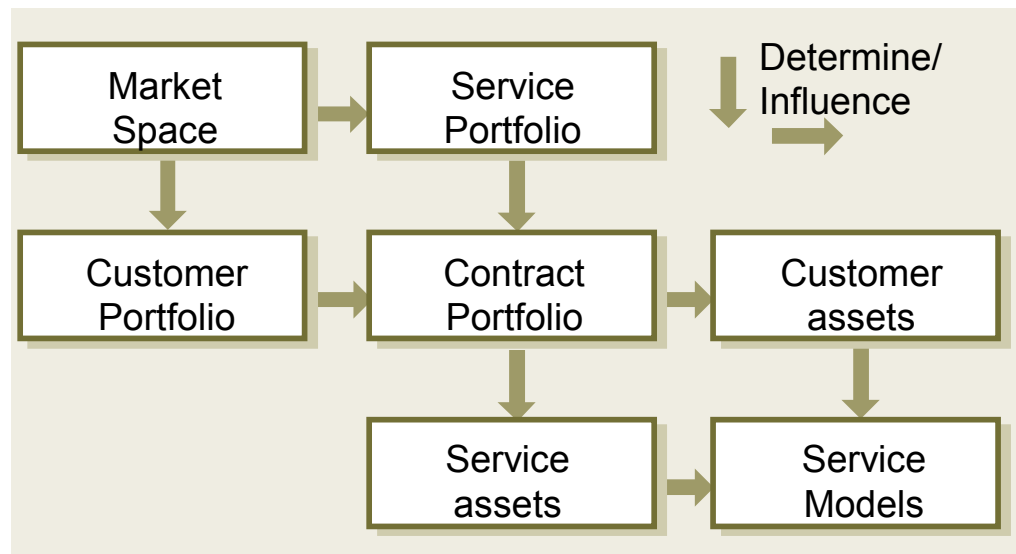 Market
Space
Service
Portfolio
Determine/
Influence
Customer
Portfolio
Contract
Portfolio
Customer
assets
Service
assets
Service
Models